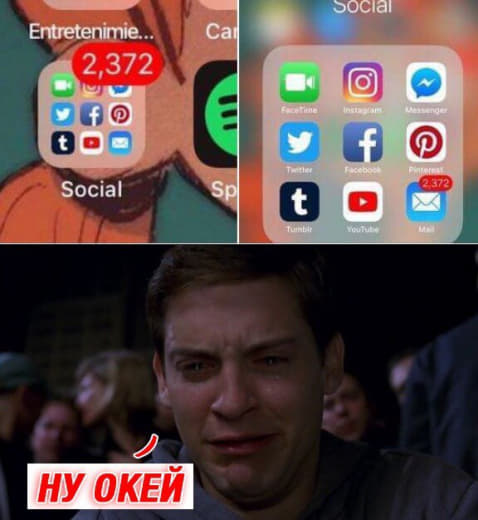 Entretenimie...
Car
2,372
Social
Sp
Social
FaceTime
Instagram
Messenger
Twitter
Facebook
Pinterest
2,372
Tumblr
YouTube
Mail
НУ ОКЕЙ